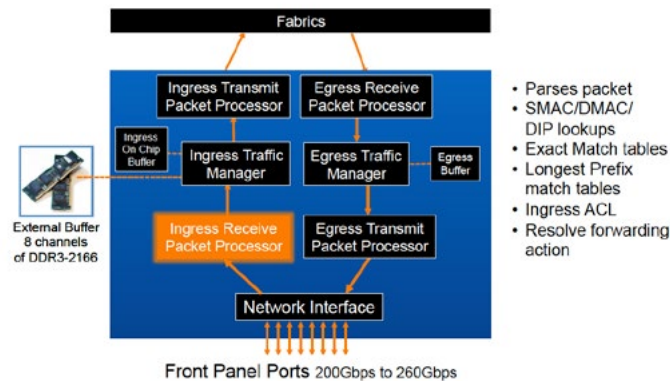 Fabrics
Ingress Transmit
Packet Processor
Egress Receive
Packet Processor
Ingress
On Chip
Buffer
Ingress Traffic
Manager
Egress Traffic
Manager
Egress
Buffer
External Buffer
8 channels
of DDR3-2166
Ingress Receive
Packet Processor
Egress Transmit
Packet Processor
Network Interface
Front Panel Ports 200Gbps to 260Gbps
• Parses packet
• SMAC/DMAC/
DIP lookups
• Exact Match tables
• Longest Prefix
match tables
• Ingress ACL
• Resolve forwarding
action